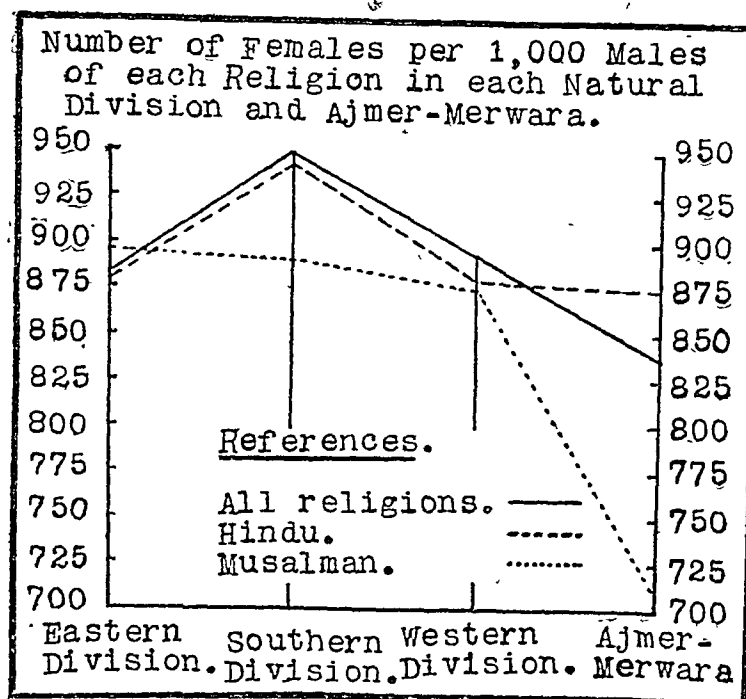 Number of Females per 1,000 Males
of each Religion in each Natural
Division and Ajmer-Merwara.
950
925
900
875
850
825
800
775
750
725
700
950
925
900
875
850
825
800
775
750
725
700
References.
All religions.
Hindu.
Musalman.
Eastern
Division.
Southern
Division.
Western
Division.
Ajmer-
Merwara